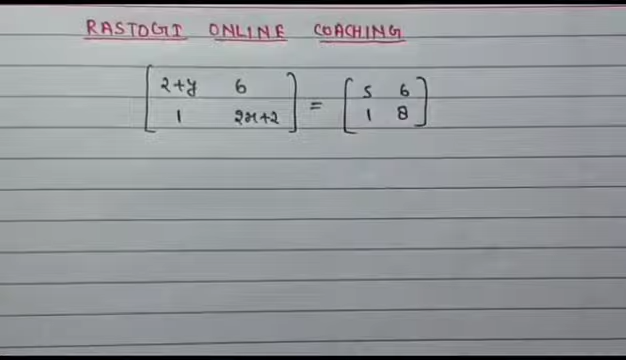 RASTOGI ONLINE COACHING
2+y 6 5 6
=
1 2x+2 1 8